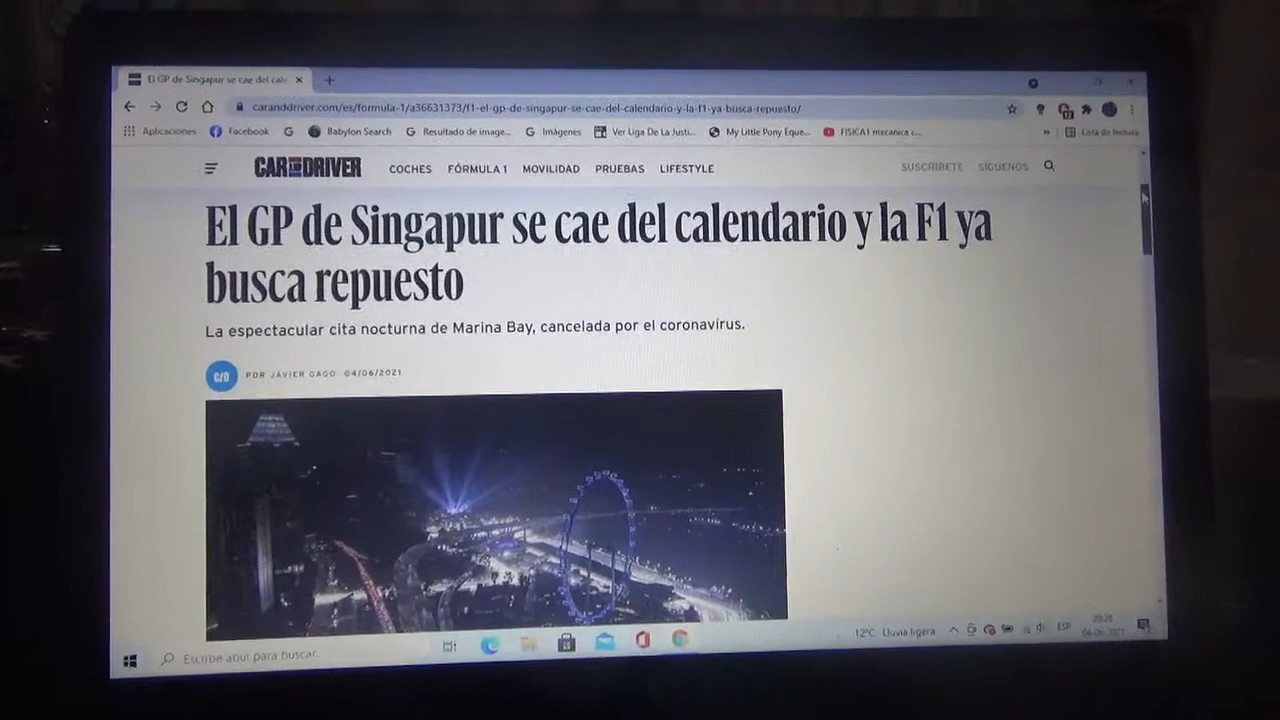 El GP de Singapur se cae del cale
caranddriver.com/es/formula-1/a36631373/f1-el-gp-de-singapur-se-cae-del-calendario-y-la-f1-ya-busca-repuesto/
Aplicaciones Facebook Babylon Search Resultado de image... Imágenes Ver Liga De La Justi... My Little Pony Eque... FISICA1 mecanica c... Lista de lectura
CAR AND DRIVER COCHES FÓRMULA 1 MOVILIDAD PRUEBAS LIFESTYLE SUSCRÍBETE SÍGUENOS
El GP de Singapur se cae del calendario y la F1 ya
busca repuesto
La espectacular cita nocturna de Marina Bay, cancelada por el coronavirus.
C/D POR JAVIER GAGO 04/06/2021
12°C Lluvia ligera ESP
Escribe aquí para buscar.